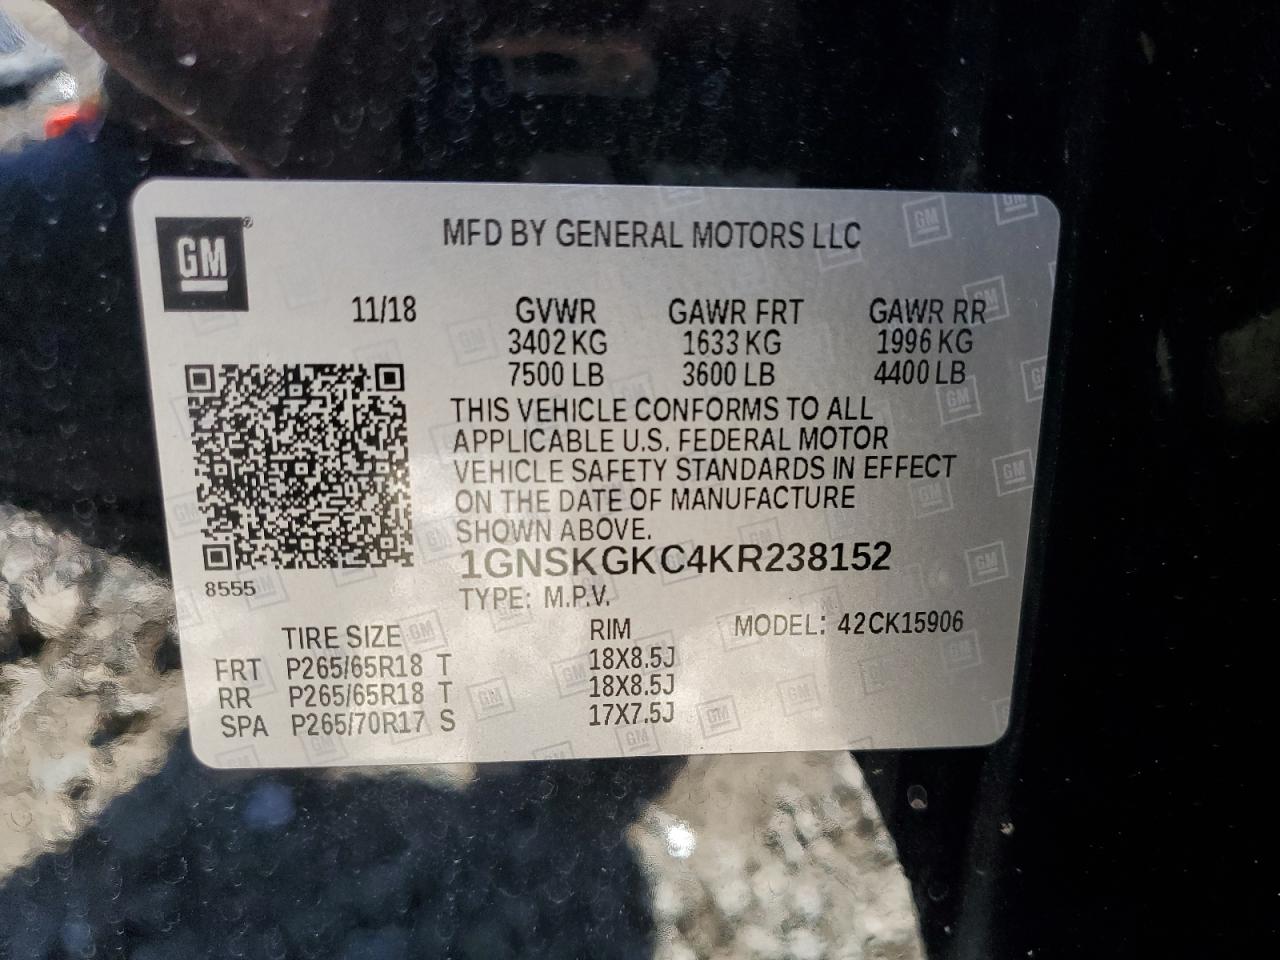 GM
MFD BY GENERAL MOTORS LLC
11/18 GVWR GAWR FRT GAWR RR
3402 KG 1633 KG 1996 KG
7500 LB 3600 LB 4400 LB
THIS VEHICLE CONFORMS TO ALL
APPLICABLE U.S. FEDERAL MOTOR
VEHICLE SAFETY STANDARDS IN EFFECT
ON THE DATE OF MANUFACTURE
SHOWN ABOVE.
1GNSKGKC4KR238152
8555
TYPE: M.P.V.
TIRE SIZE RIM MODEL: 42CK15906
FRT P265/65R18 T 18X8.5J
RR P265/65R18 T 18X8.5J
SPA P265/70R17 S 17X7.5J